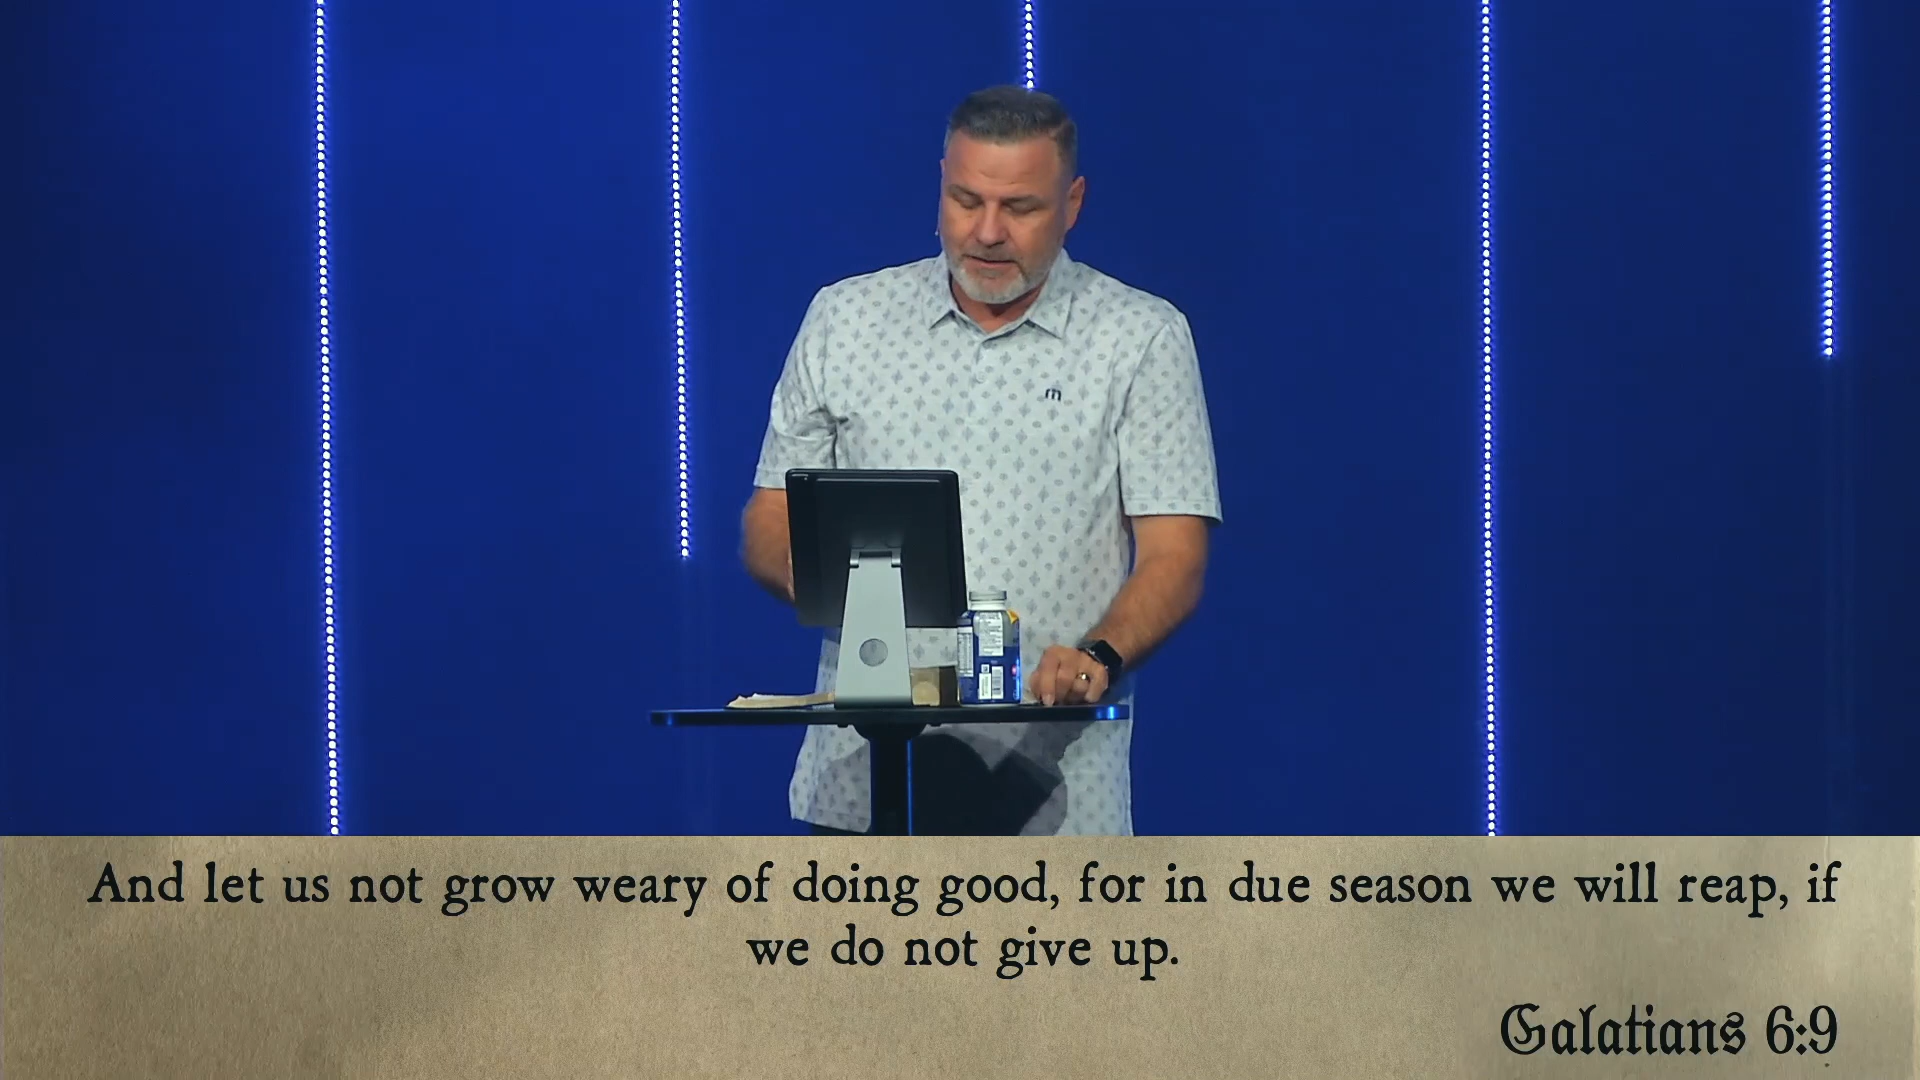 m
And let us not grow weary of doing good, for in due season we will reap, if
we do not give up.
Galatians 6:9